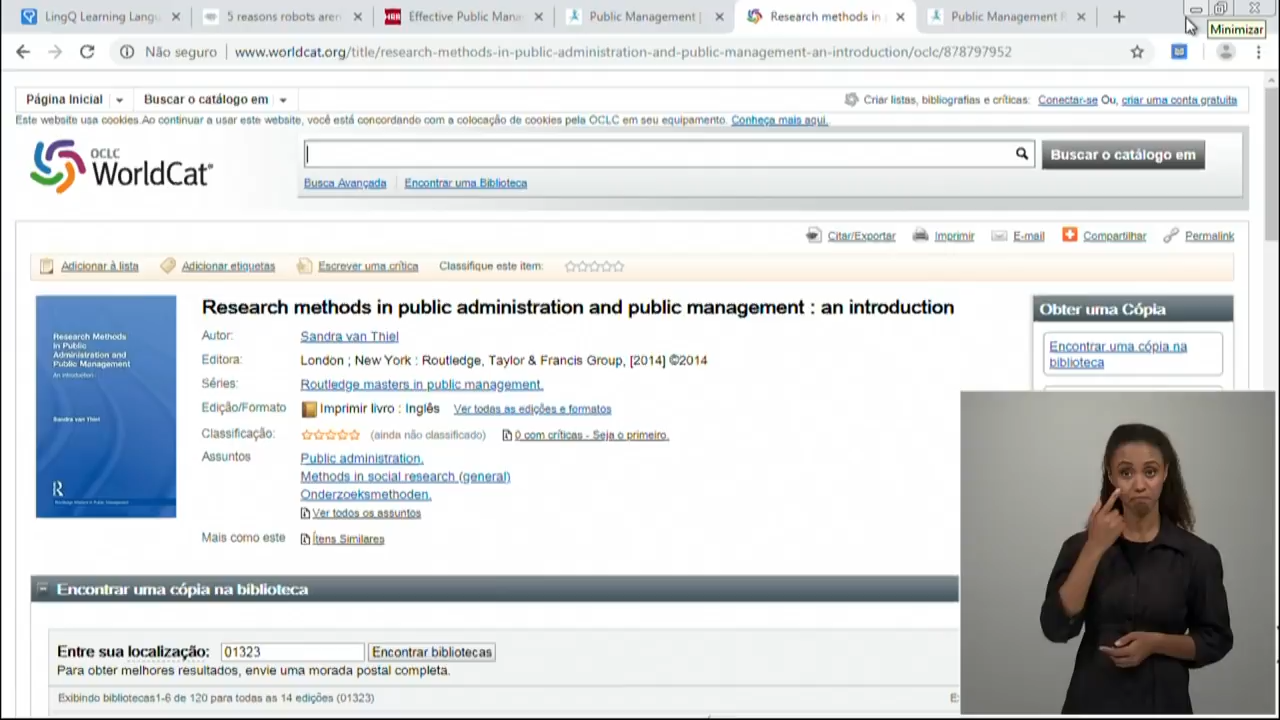 LingQ Learning Langu
5 reasons robots aren
HBR Effective Public Mana
Public Management |
Research methods in
Public Management R
Minimizar
Não seguro | www.worldcat.org/title/research-methods-in-public-administration-and-public-management-an-introduction/oclc/878797952
Página Inicial
Buscar o catálogo em
Criar listas, bibliografias e críticas: Conectar-se Ou, criar uma conta gratuita
Este website usa cookies.Ao continuar a usar este website, você está concordando com a colocação de cookies pela OCLC em seu equipamento. Conheça mais aqui.
OCLC
WorldCat
Buscar o catálogo em
Busca Avançada
Encontrar uma Biblioteca
Citar/Exportar
Imprimir
E-mail
Compartilhar
Permalink
Adicionar à lista
Adicionar etiquetas
Escrever uma crítica
Classifique este item:
Research Methods
in Public
Administration and
Public Management
An introduction
Sandra van Thiel
R
Research methods in public administration and public management : an introduction
Autor: Sandra van Thiel
Editora: London ; New York : Routledge, Taylor & Francis Group, [2014] ©2014
Séries: Routledge masters in public management.
Edição/Formato Imprimir livro : Inglês Ver todas as edições e formatos
Classificação: (ainda não classificado) 0 com críticas - Seja o primeiro.
Assuntos Public administration.
Methods in social research (general)
Onderzoeksmethoden.
Ver todos os assuntos
Mais como este Ítens Similares
Obter uma Cópia
Encontrar uma cópia na
biblioteca
Encontrar uma cópia na biblioteca
Entre sua localização: 01323 Encontrar bibliotecas
Para obter melhores resultados, envie uma morada postal completa.
Exibindo bibliotecas1-6 de 120 para todas as 14 edições (01323)